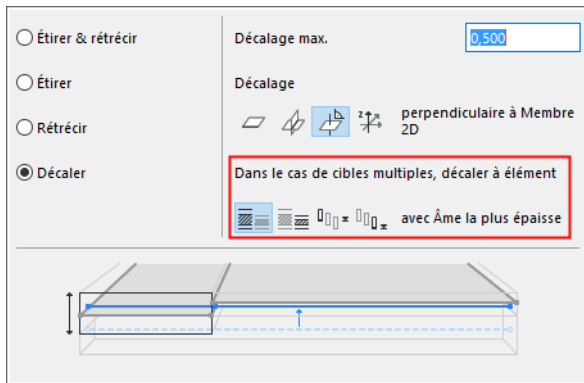 Étirer & rétrécir
Décalage max.
0,500
Étirer
Décalage
perpendiculaire à Membre
2D
Rétrécir
Décaler
Dans le cas de cibles multiples, décaler à élément
avec Âme la plus épaisse